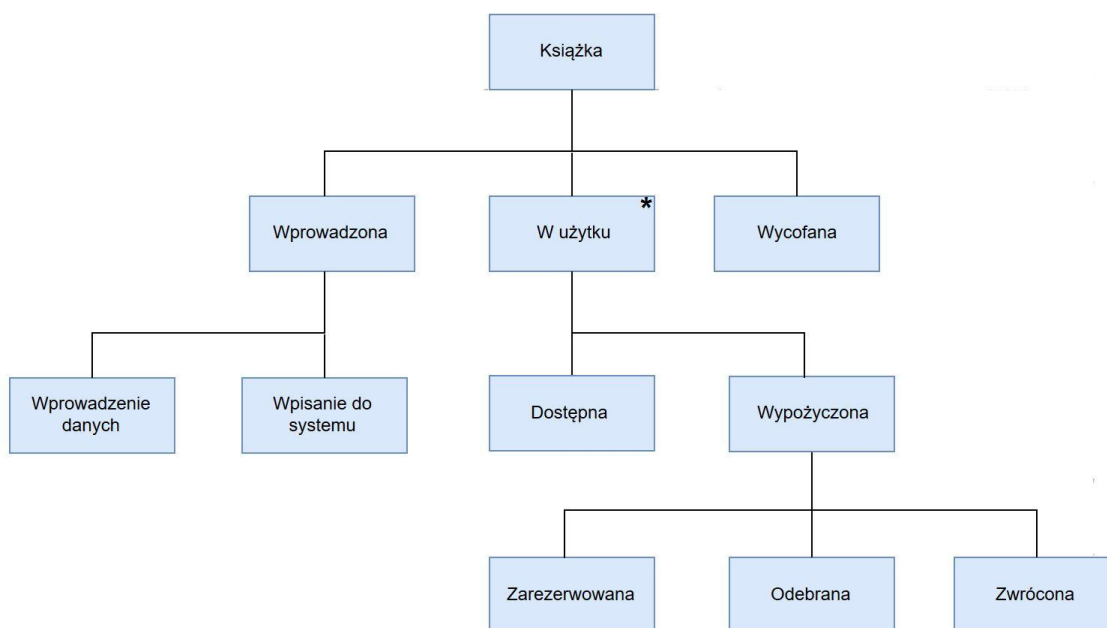 Książka
Wprowadzona
W użytku
*
Wycofana
Wprowadzenie
danych
Wpisanie do
systemu
Dostępna
Wypożyczona
Zarezerwowana
Odebrana
Zwrócona